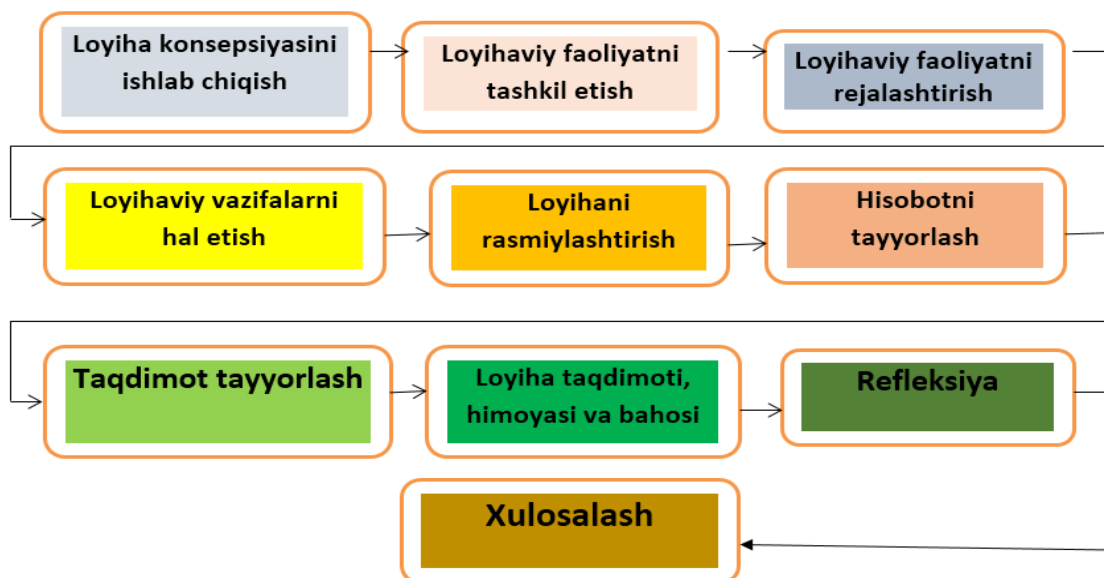 Loyiha konsepsiyasini
ishlab chiqish
Loyihaviy faoliyatni
tashkil etish
Loyihaviy faoliyatni
rejalashtirish
Loyihaviy vazifalarni
hal etish
Loyihani
rasmiylashtirish
Hisobotni
tayyorlash
Taqdimot tayyorlash
Loyiha taqdimoti,
himoyasi va bahosi
Refleksiya
Xulosalash